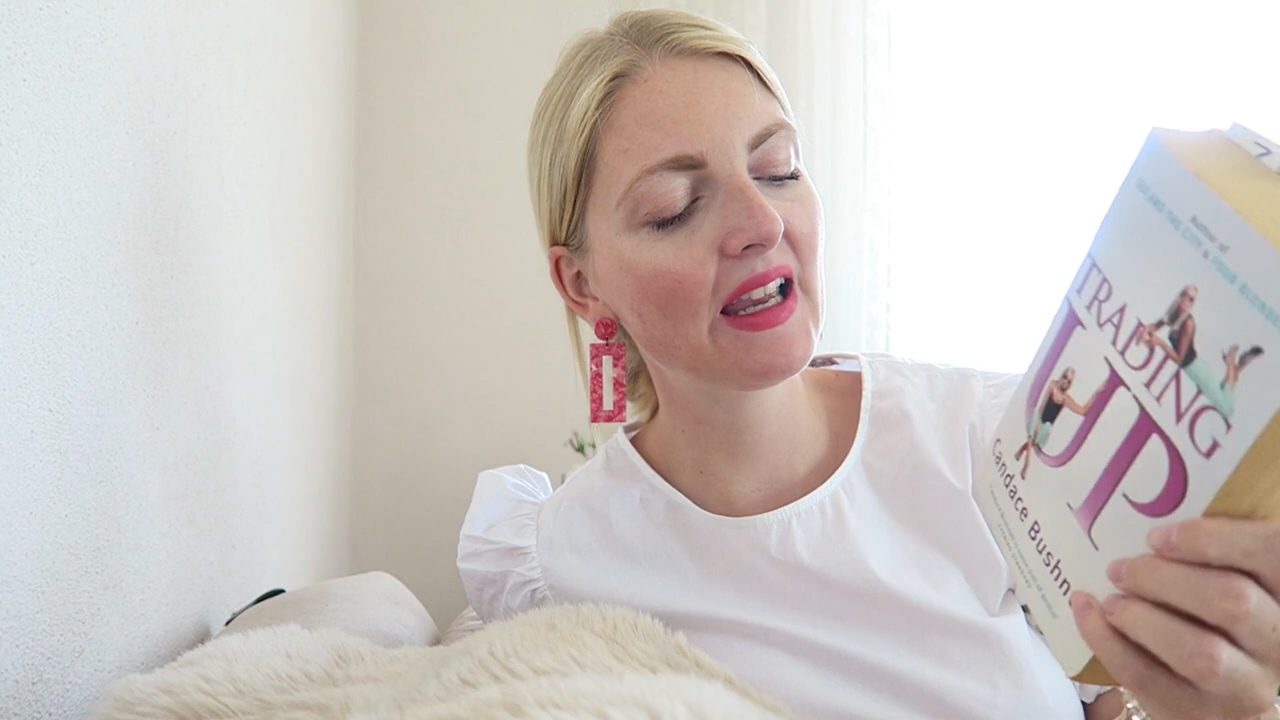 Author of
SEX AND THE CITY & FOUR BLONDES
TRADING
UP
Candace Bushn